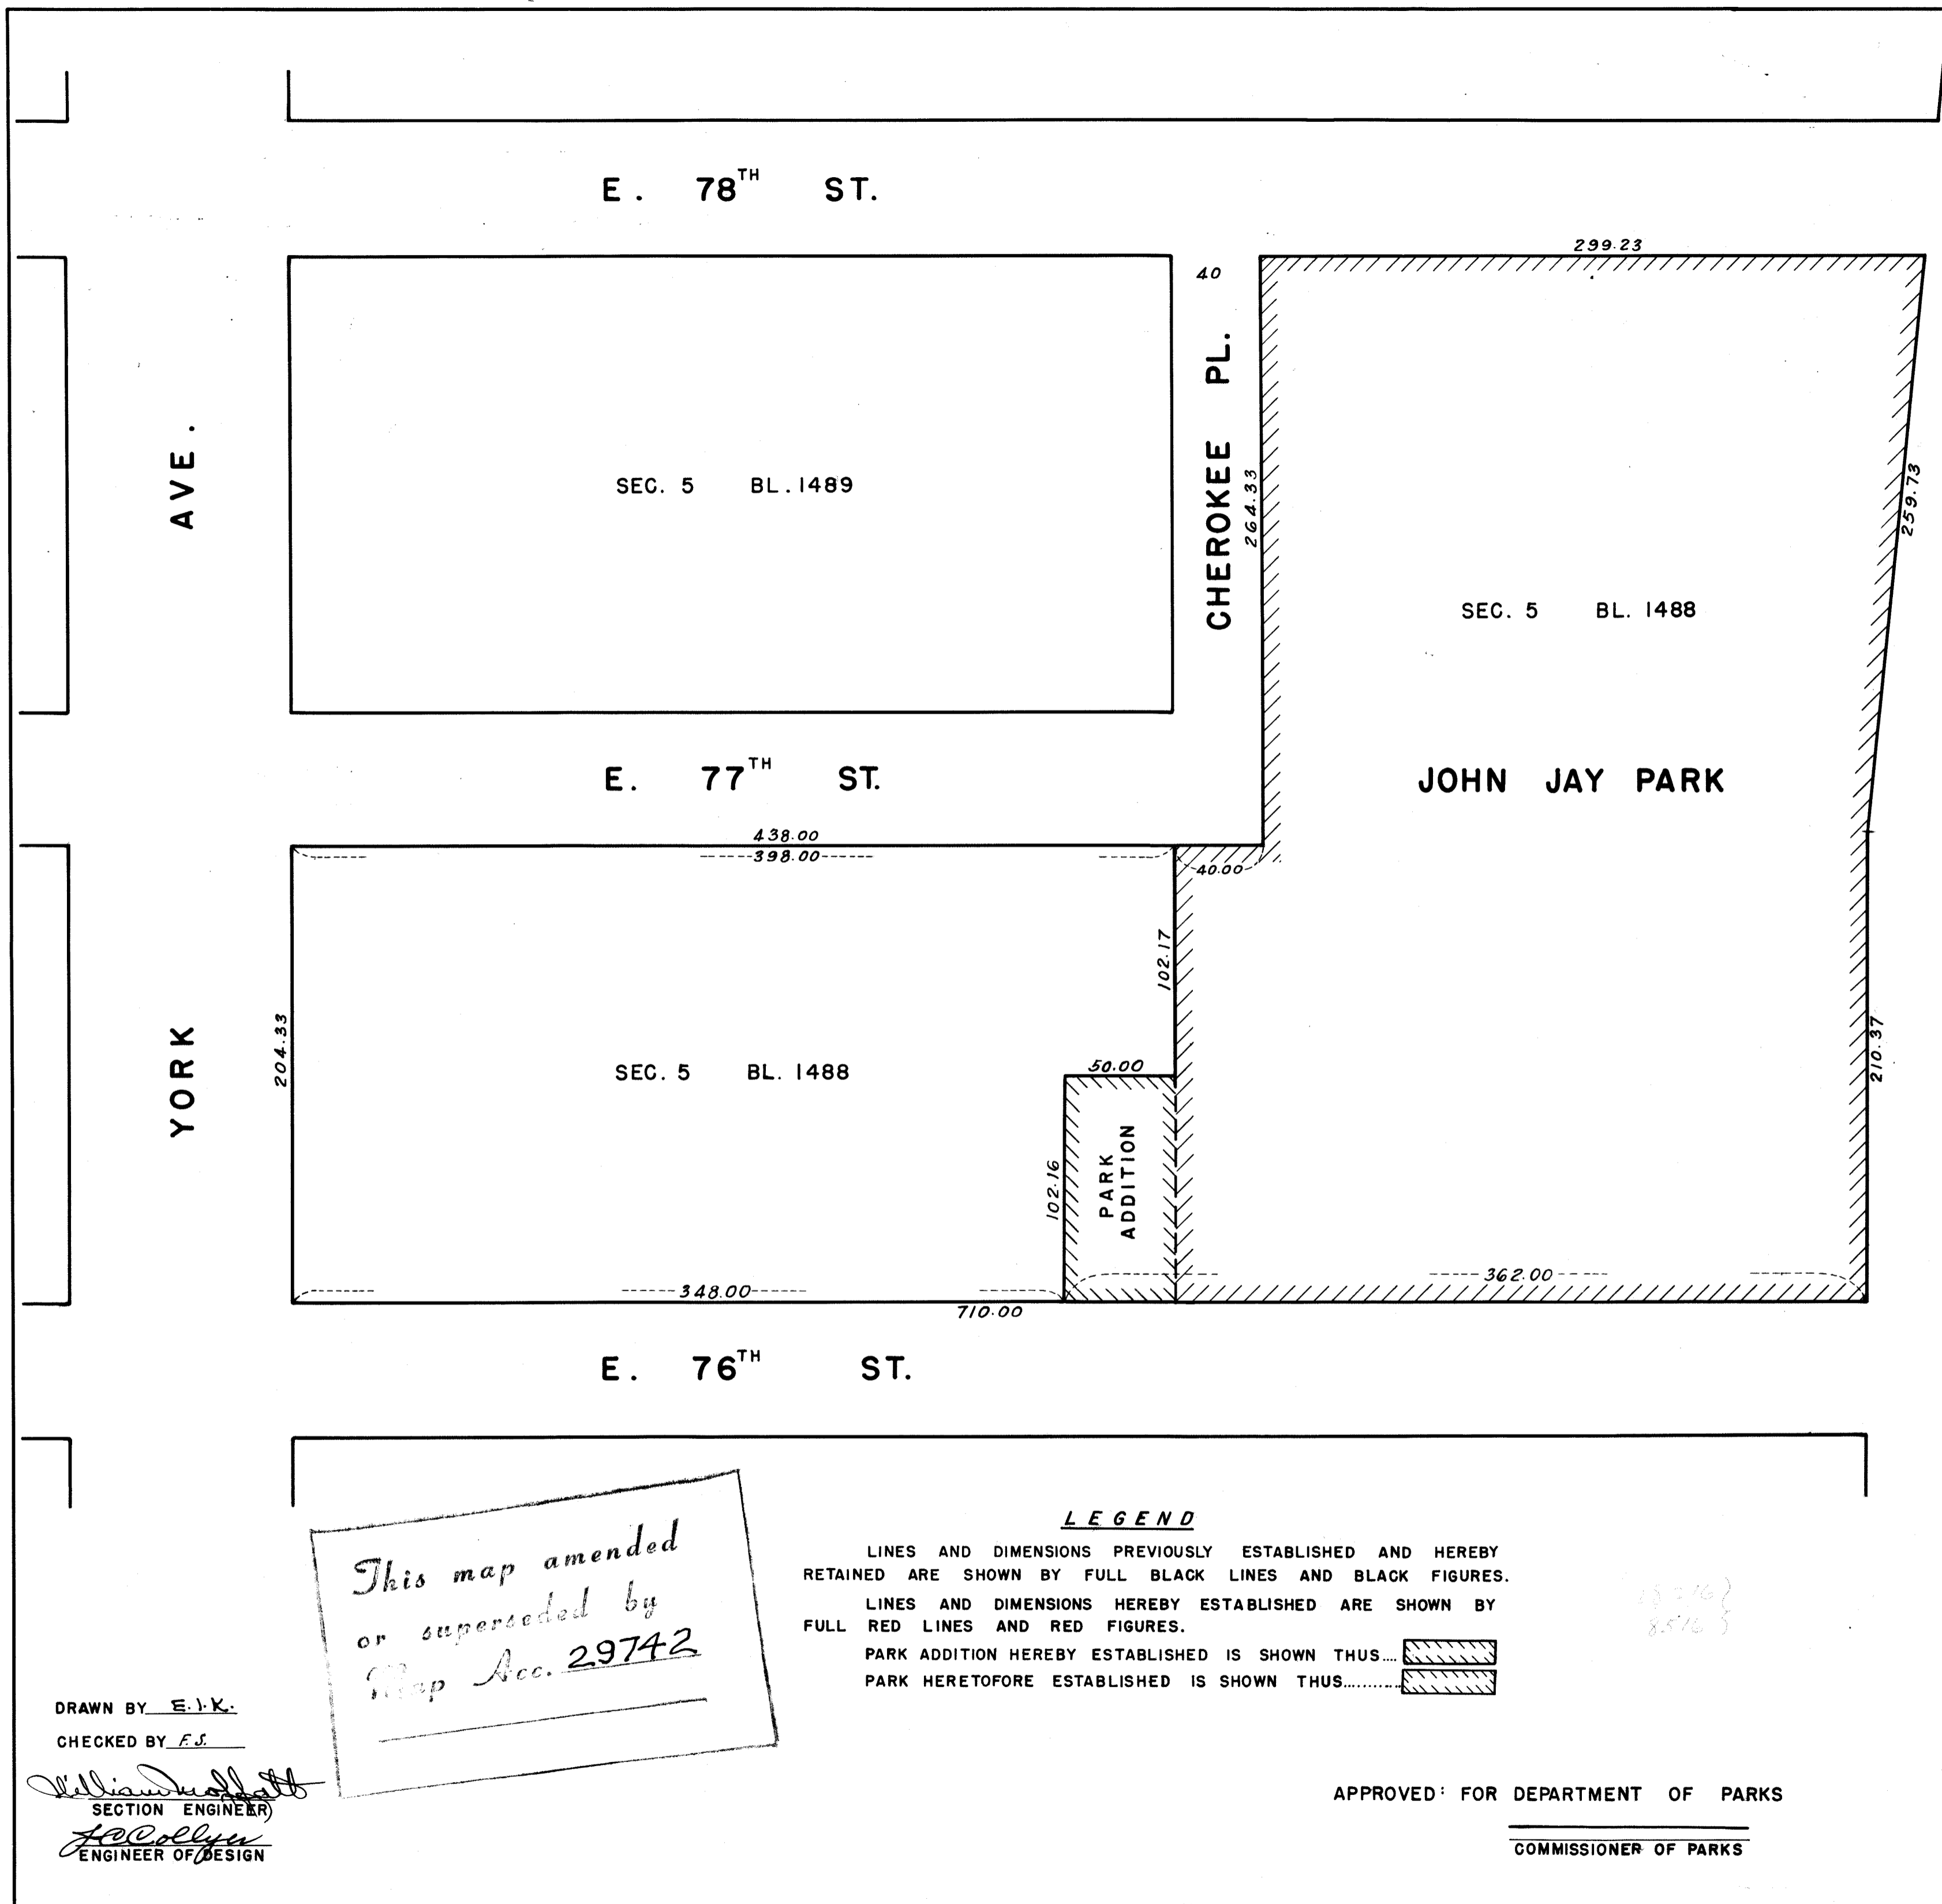 E. 78TH ST.
299.23
40
CHEROKEE PL.
264.33
259.73
AVE.
SEC. 5 BL. 1489
SEC. 5 BL. 1488
E. 77TH ST.
JOHN JAY PARK
438.00
398.00
40.00
102.17
YORK
204.33
SEC. 5 BL. 1488
50.00
210.37
102.16
PARK
ADDITION
348.00
362.00
710.00
E. 76TH ST.
This map amended
or superseded by
Map Acc. 29742
LEGEND
LINES AND DIMENSIONS PREVIOUSLY ESTABLISHED AND HEREBY
RETAINED ARE SHOWN BY FULL BLACK LINES AND BLACK FIGURES.
LINES AND DIMENSIONS HEREBY ESTABLISHED ARE SHOWN BY
FULL RED LINES AND RED FIGURES.
PARK ADDITION HEREBY ESTABLISHED IS SHOWN THUS....
PARK HERETOFORE ESTABLISHED IS SHOWN THUS...........
DRAWN BY E.I.K.
CHECKED BY F.S.
William Moffatt
SECTION ENGINEER
J C Collyer
ENGINEER OF DESIGN
APPROVED: FOR DEPARTMENT OF PARKS
COMMISSIONER OF PARKS